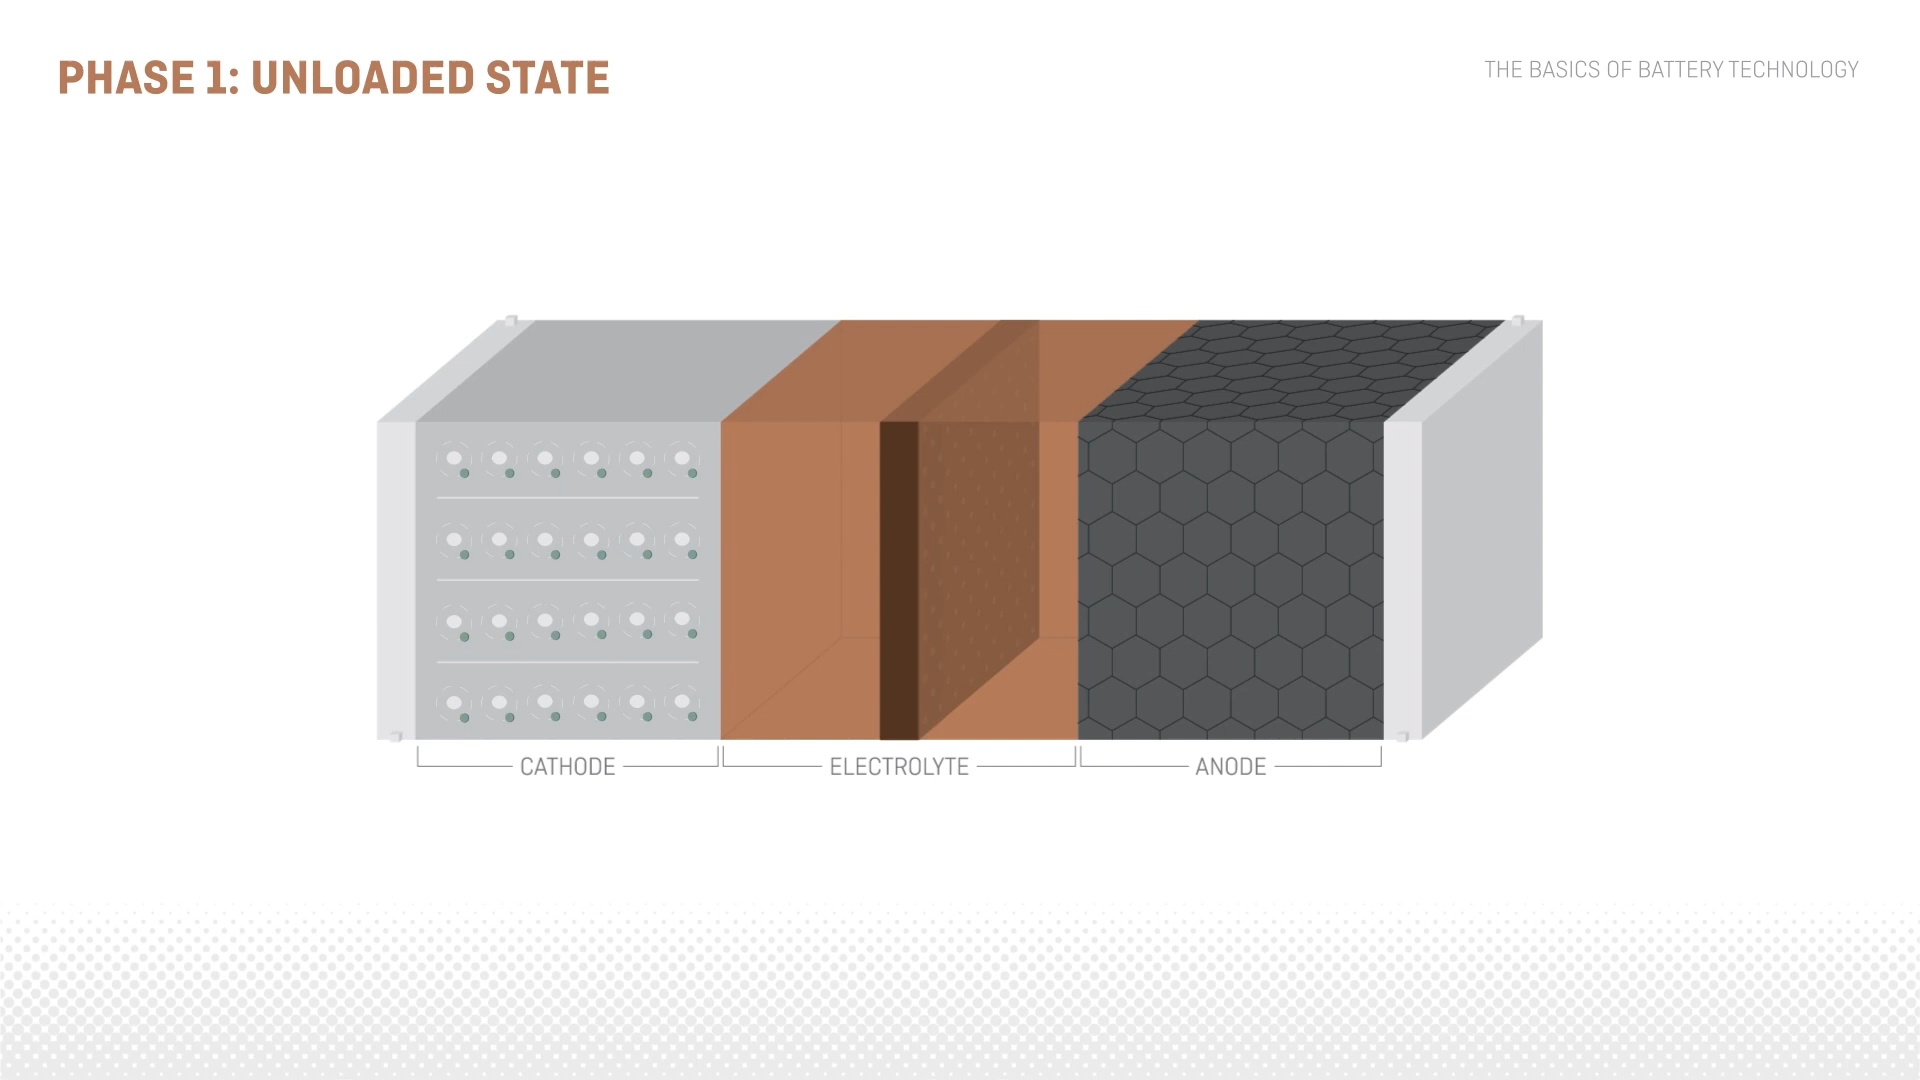 PHASE 1: UNLOADED STATE
THE BASICS OF BATTERY TECHNOLOGY
CATHODE
ELECTROLYTE
ANODE